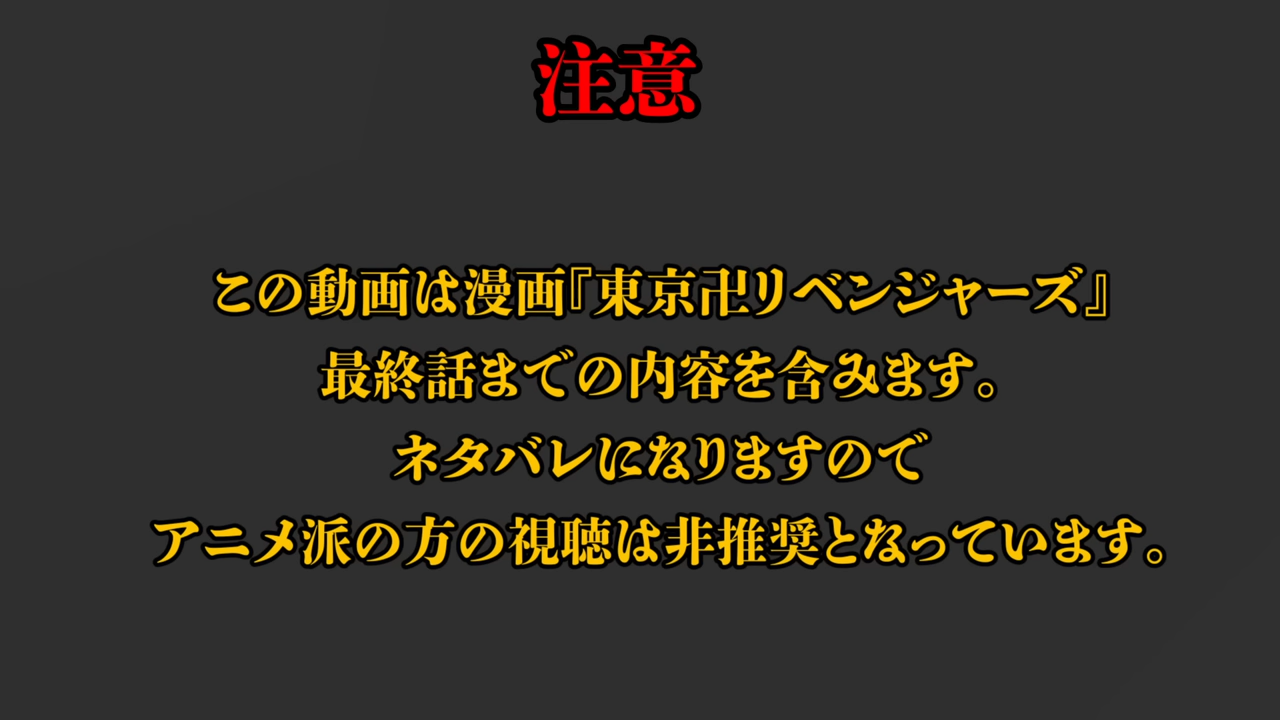 注意
この動画は漫画『東京卍リベンジャーズ』
最終話までの内容を含みます。
ネタバレになりますので
アニメ派の方の視聴は非推奨となっています。